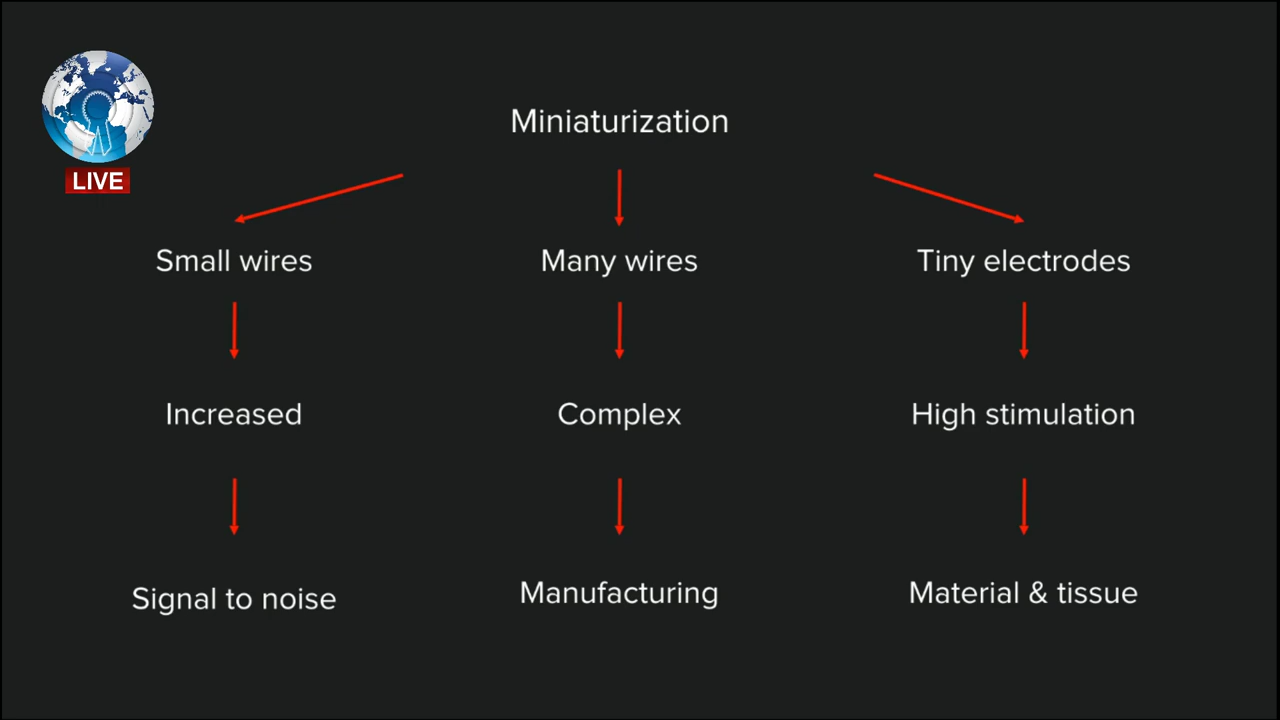 LIVE
Miniaturization
Small wires
Many wires
Tiny electrodes
Increased
Complex
High stimulation
Signal to noise
Manufacturing
Material & tissue